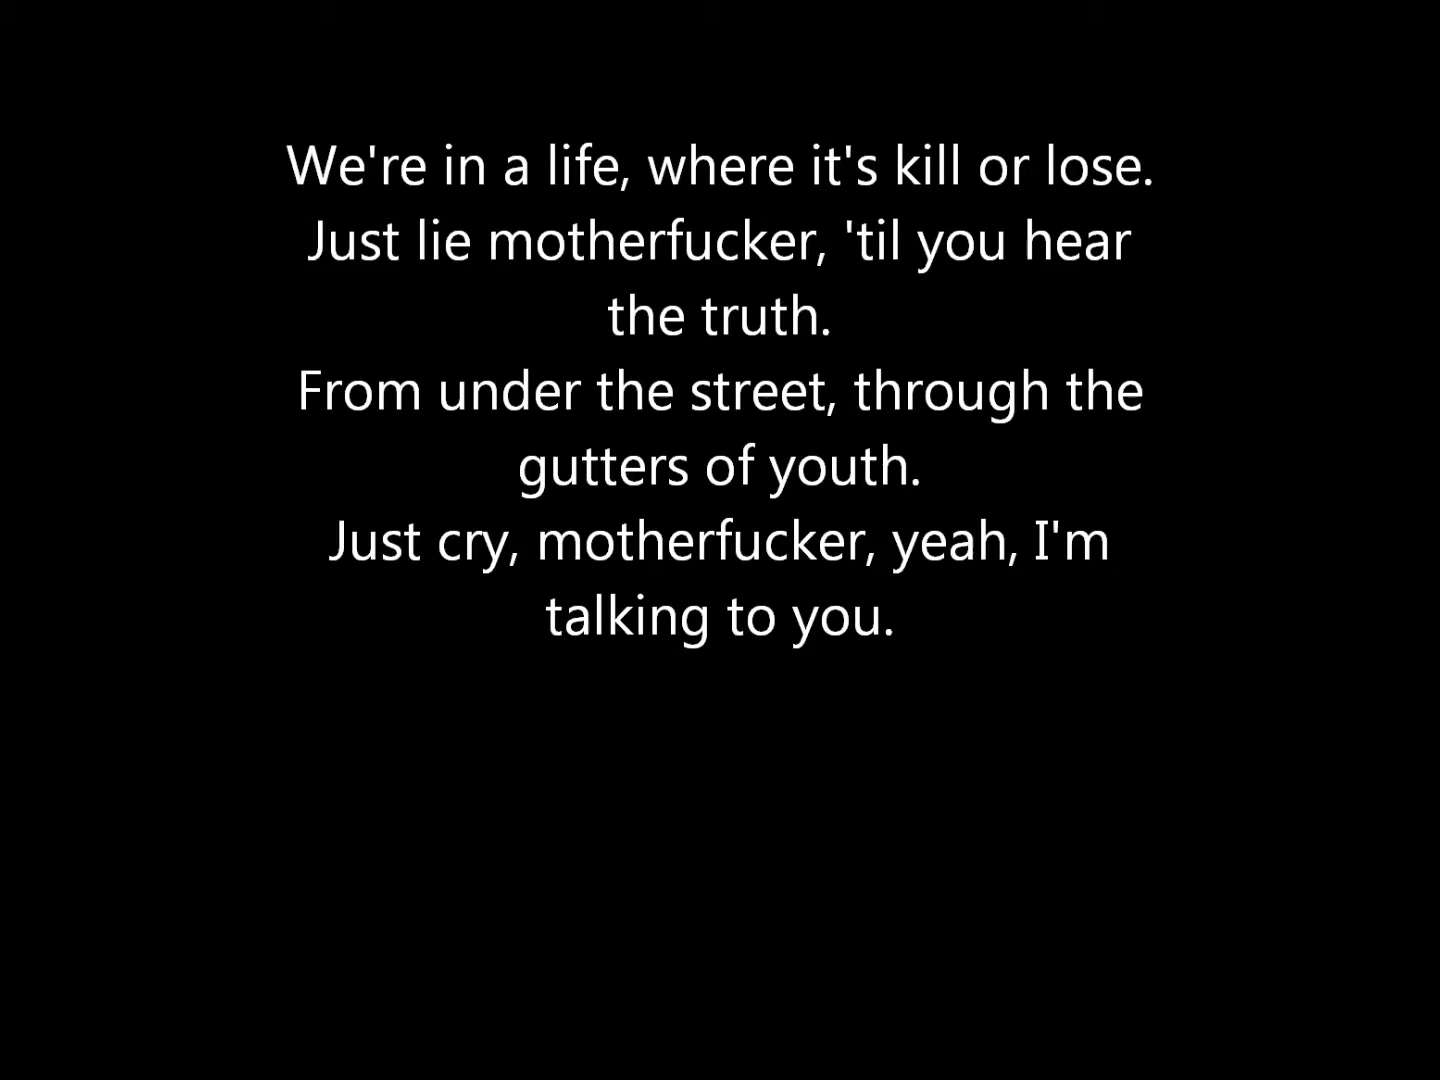 We're in a life, where it's kill or lose.
Just lie motherfucker, 'til you hear
the truth.
From under the street, through the
gutters of youth.
Just cry, motherfucker, yeah, I'm
talking to you.